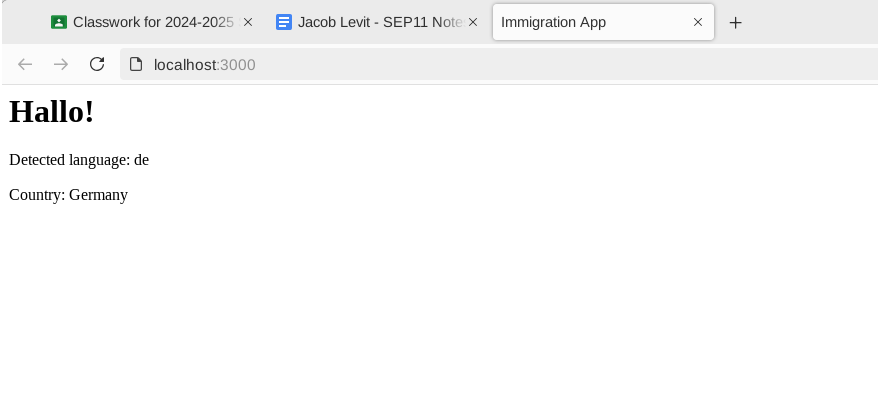 Classwork for 2024-2025
Jacob Levit - SEP11 Note
Immigration App
localhost:3000
Hallo!
Detected language: de
Country: Germany